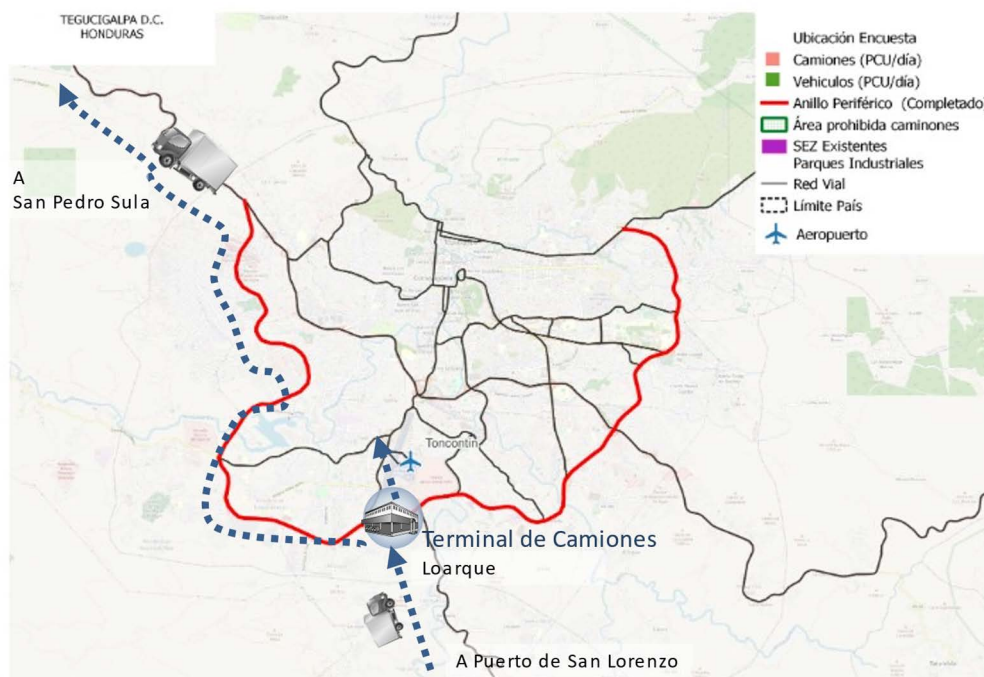 TEGUCIGALPA D.C.
HONDURAS
Ubicación Encuesta
Camiones (PCU/día)
Vehiculos (PCU/día)
Anillo Periférico (Completado)
Área prohibida caminones
SEZ Existentes
Parques Industriales
Red Vial
Límite País
Aeropuerto
A
San Pedro Sula
Toncontín
Terminal de Camiones
Loarque
A Puerto de San Lorenzo